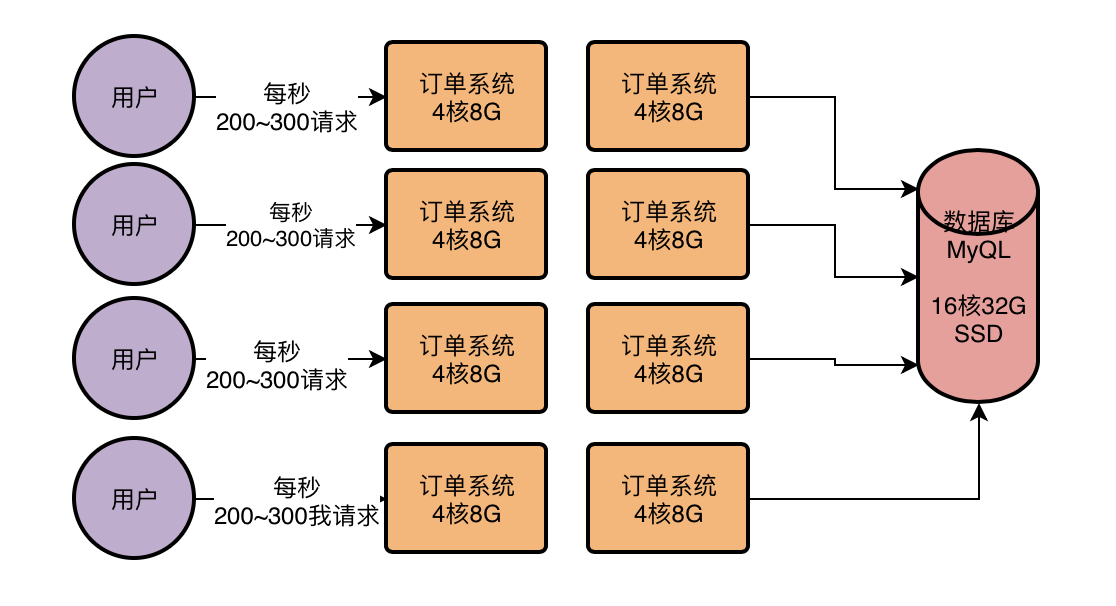 用户
每秒
200~300请求
订单系统
4核8G
订单系统
4核8G
用户
每秒
200~300请求
订单系统
4核8G
订单系统
4核8G
数据库
MyQL
16核32G
SSD
用户
每秒
200~300请求
订单系统
4核8G
订单系统
4核8G
用户
每秒
200~300我请求
订单系统
4核8G
订单系统
4核8G